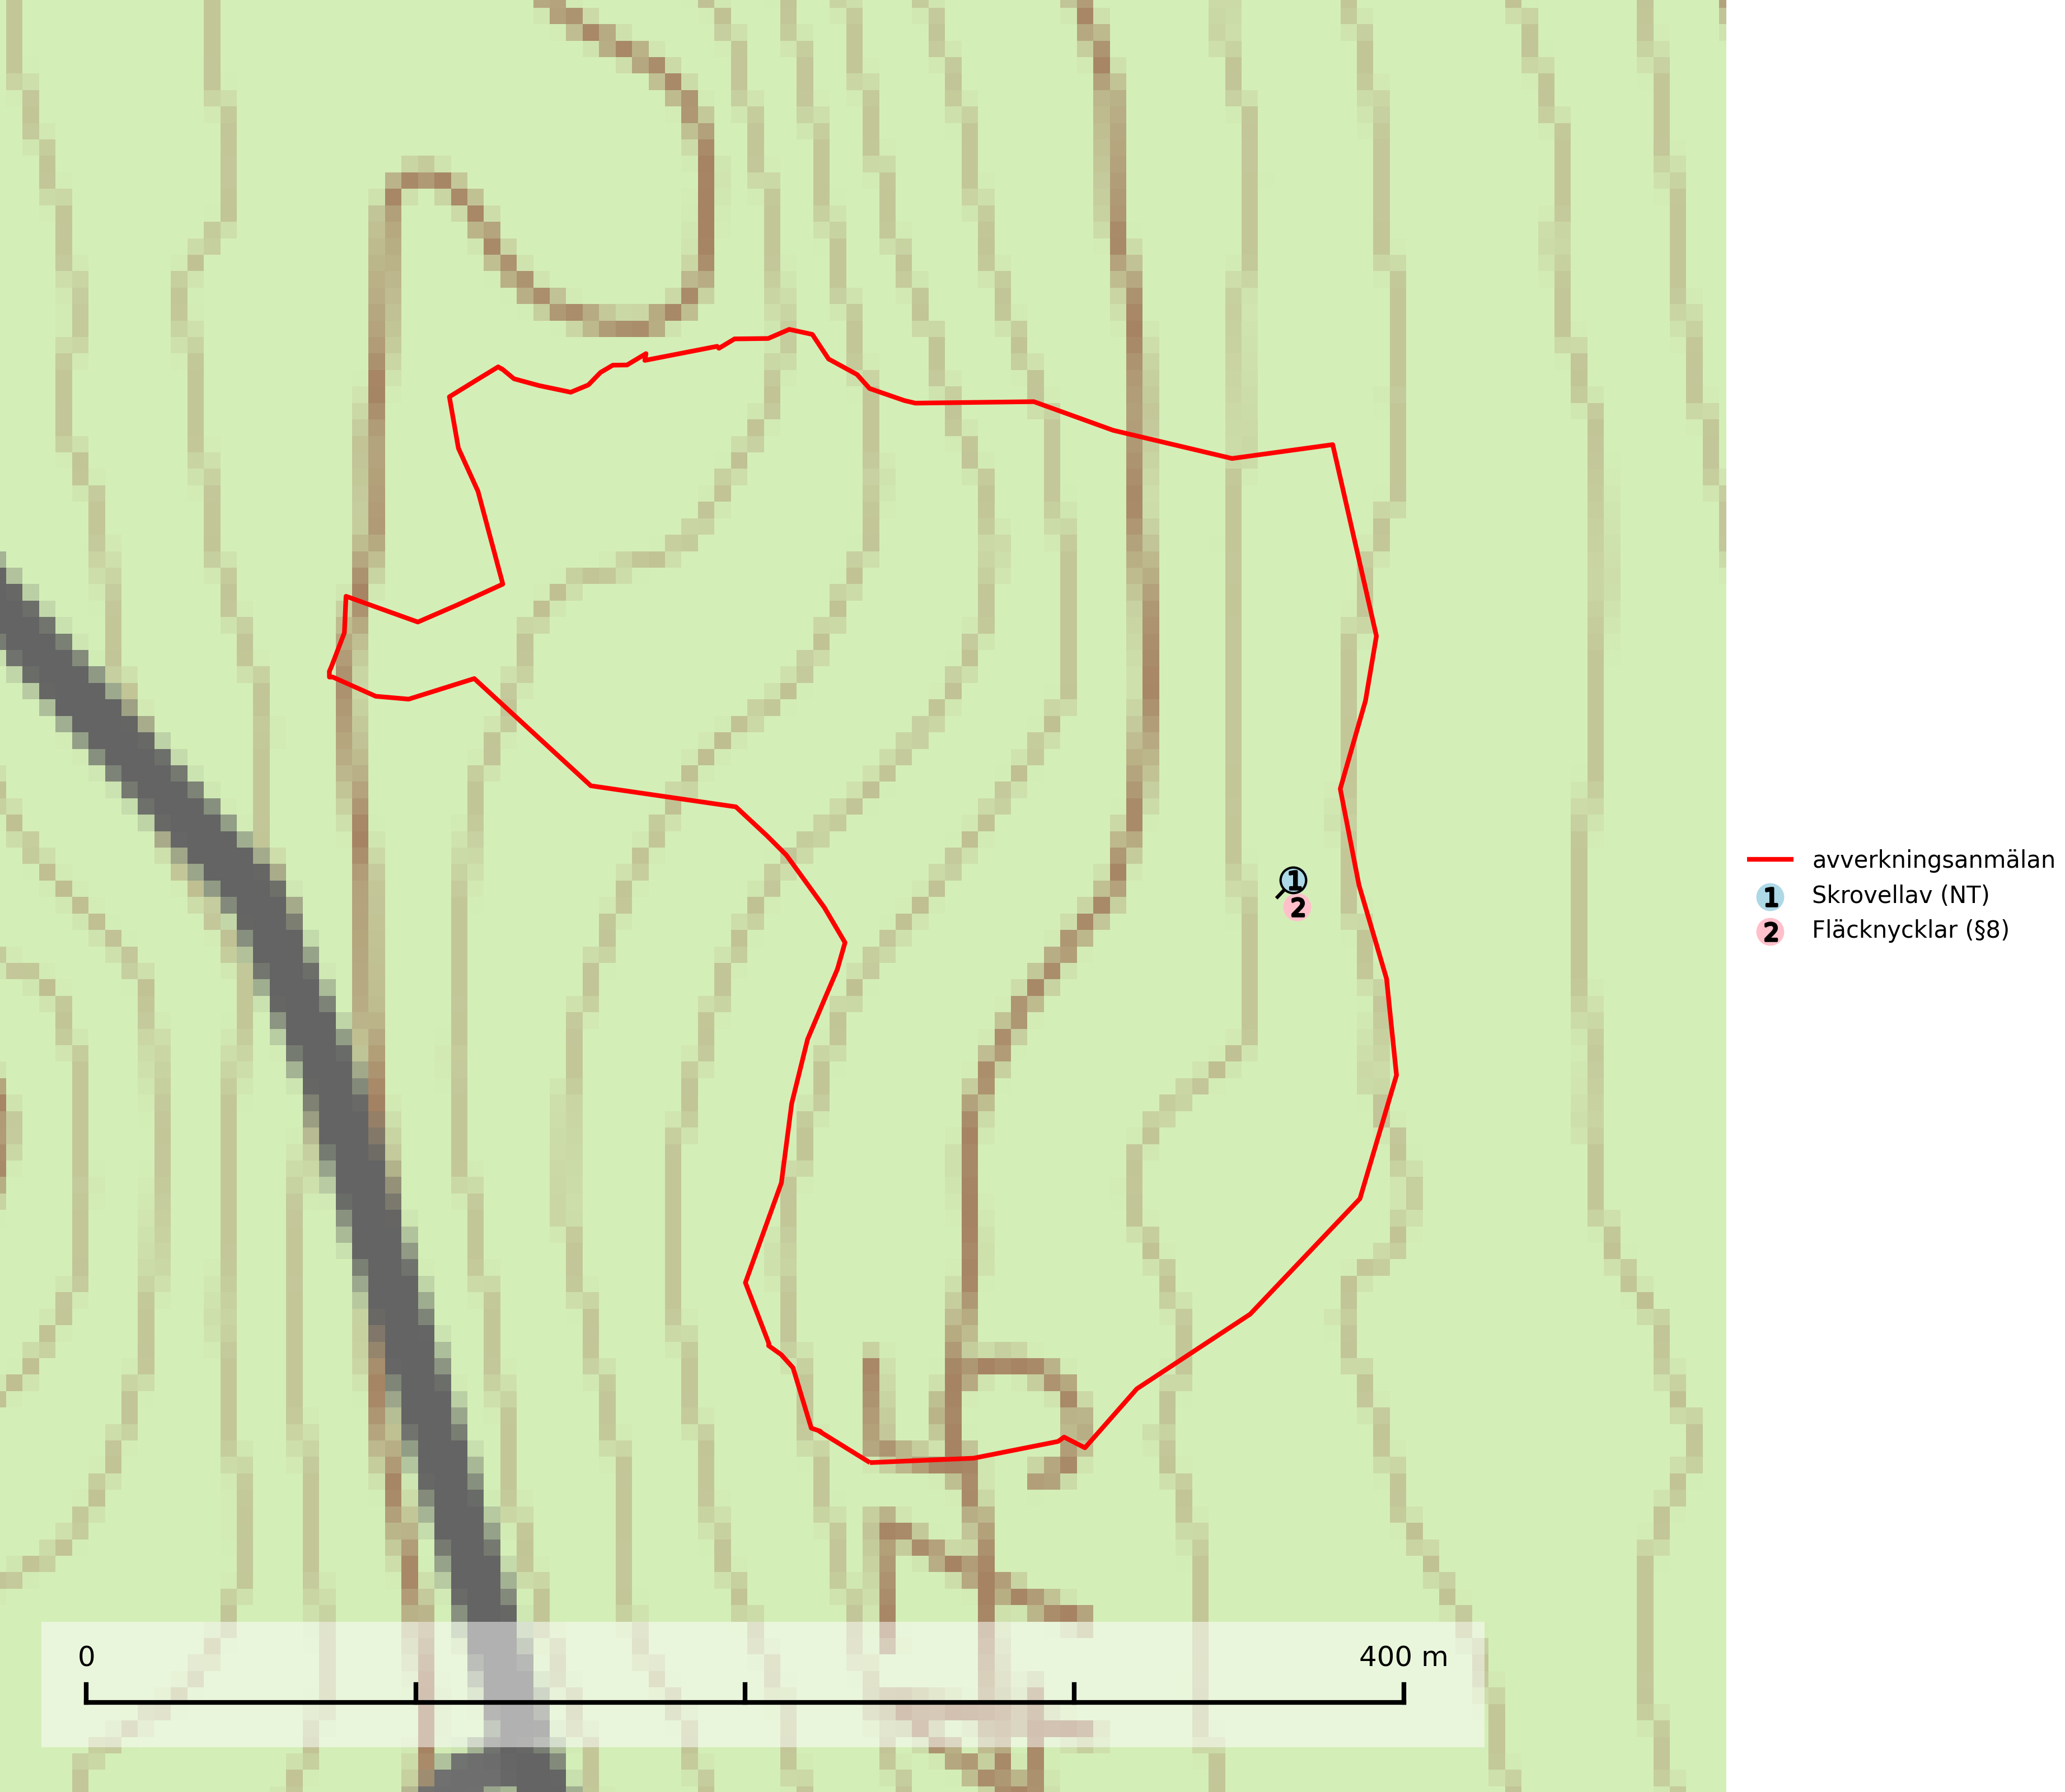 1
2
avverkningsanmälan
1 Skrovellav (NT)
2 Fläcknycklar (§8)
0 400 m